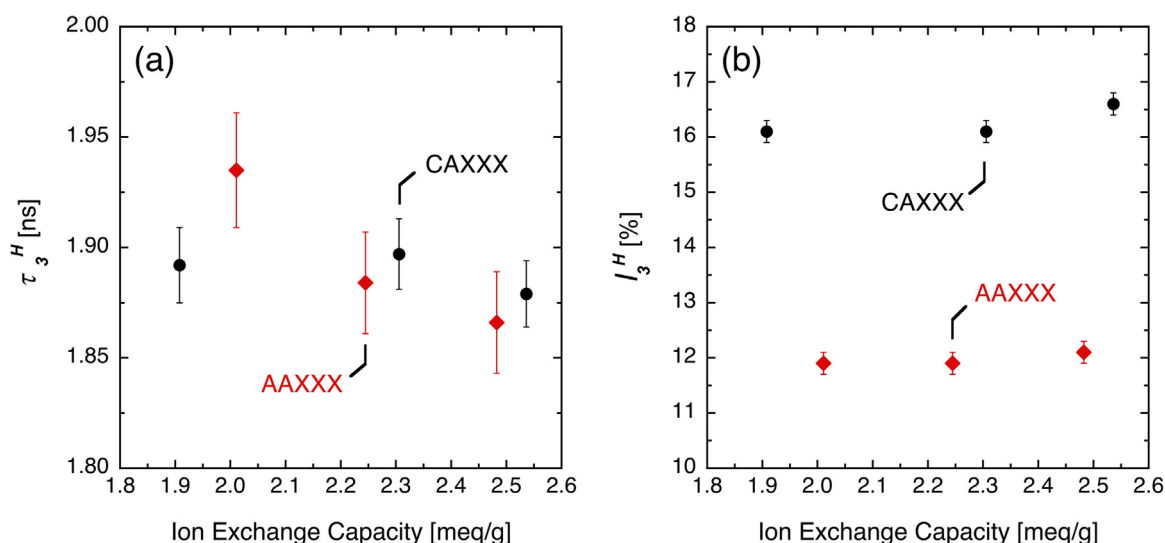 (a)
τ 3 H [ns]
2.00
1.95
1.90
1.85
1.80
CAXXX
AAXXX
1.8 1.9 2.0 2.1 2.2 2.3 2.4 2.5 2.6
Ion Exchange Capacity [meq/g]
(b)
I 3 H [%]
18
17
16
15
14
13
12
11
10
CAXXX
AAXXX
1.8 1.9 2.0 2.1 2.2 2.3 2.4 2.5 2.6
Ion Exchange Capacity [meq/g]